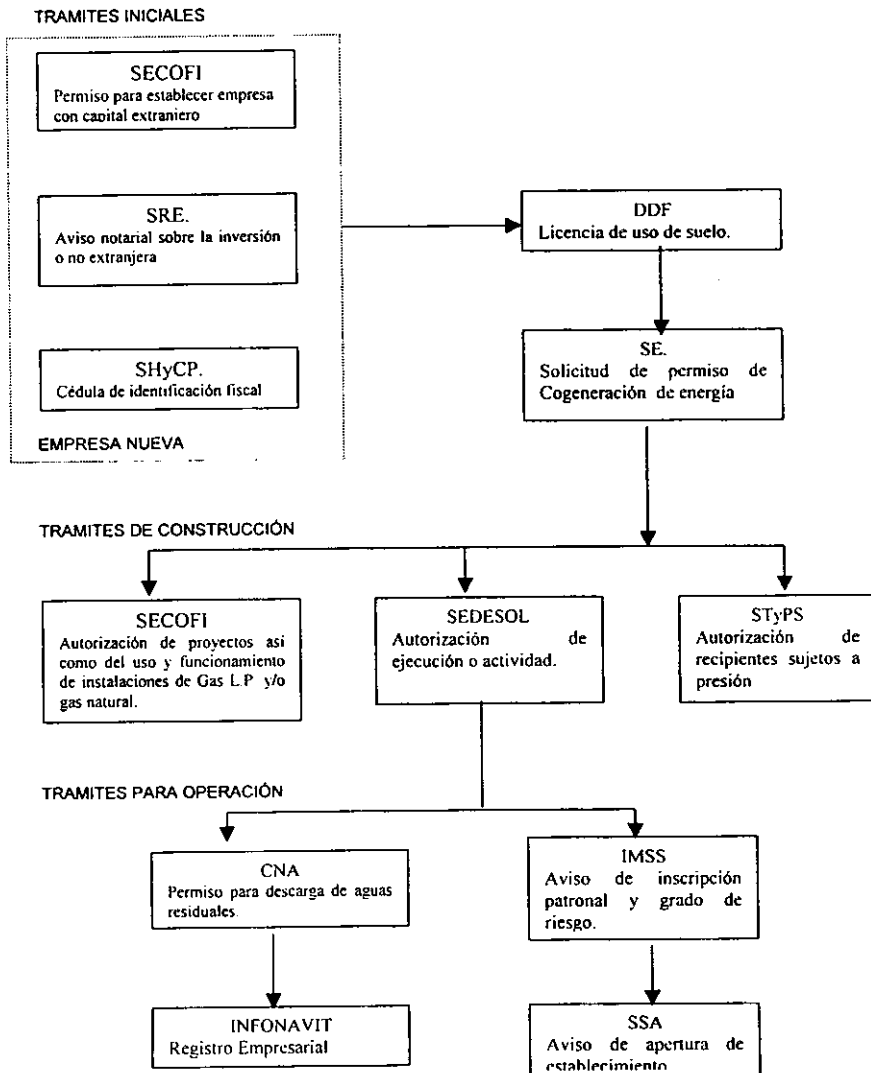 TRAMITES INICIALES
SECOFI
Permiso para establecer empresa
con capital extranjero
SRE.
Aviso notarial sobre la inversión
o no extranjera
SHyCP.
Cédula de identificación fiscal
EMPRESA NUEVA
DDF
Licencia de uso de suelo.
SE.
Solicitud de permiso de
Cogeneración de energía
TRAMITES DE CONSTRUCCIÓN
SECOFI
Autorización de proyectos asi
como del uso y funcionamiento
de instalaciones de Gas L.P y/o
gas natural.
SEDESOL
Autorización de
ejecución o actividad.
STyPS
Autorización de
recipientes sujetos a
presión
TRAMITES PARA OPERACIÓN
CNA
Permiso para descarga de aguas
residuales.
IMSS
Aviso de inscripción
patronal y grado de
riesgo.
INFONAVIT
Registro Empresarial
SSA
Aviso de apertura de
establecimiento